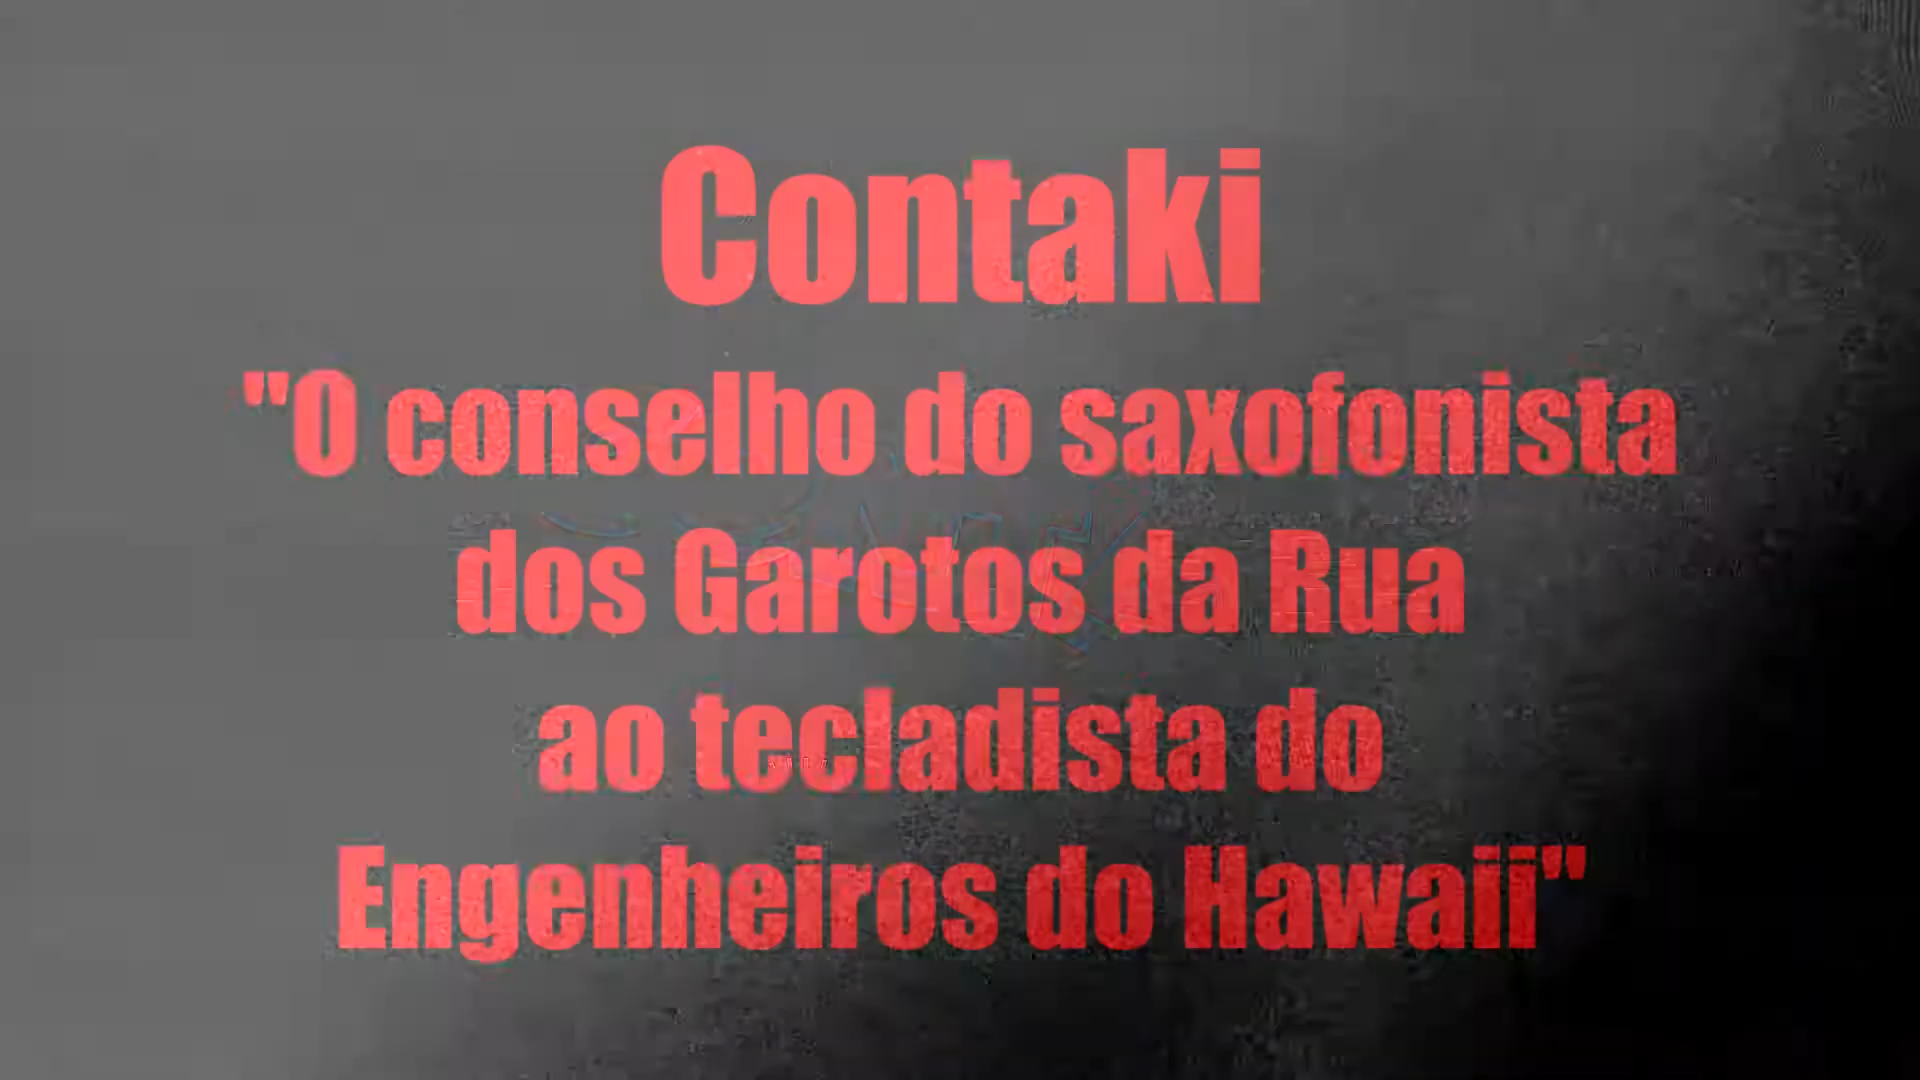 Contaki
"O conselho do saxofonista
dos Garotos da Rua
ao tecladista do
Engenheiros do Hawaii"